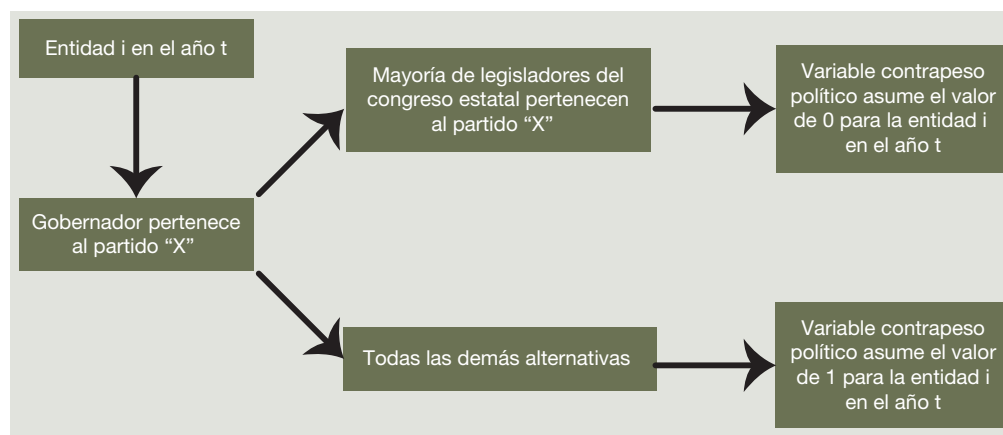 Entidad i en el año t
Gobernador pertenece
al partido “X”
Mayoría de legisladores del
congreso estatal pertenecen
al partido “X”
Variable contrapeso
político asume el valor
de 0 para la entidad i
en el año t
Todas las demás alternativas
Variable contrapeso
político asume el valor
de 1 para la entidad i
en el año t